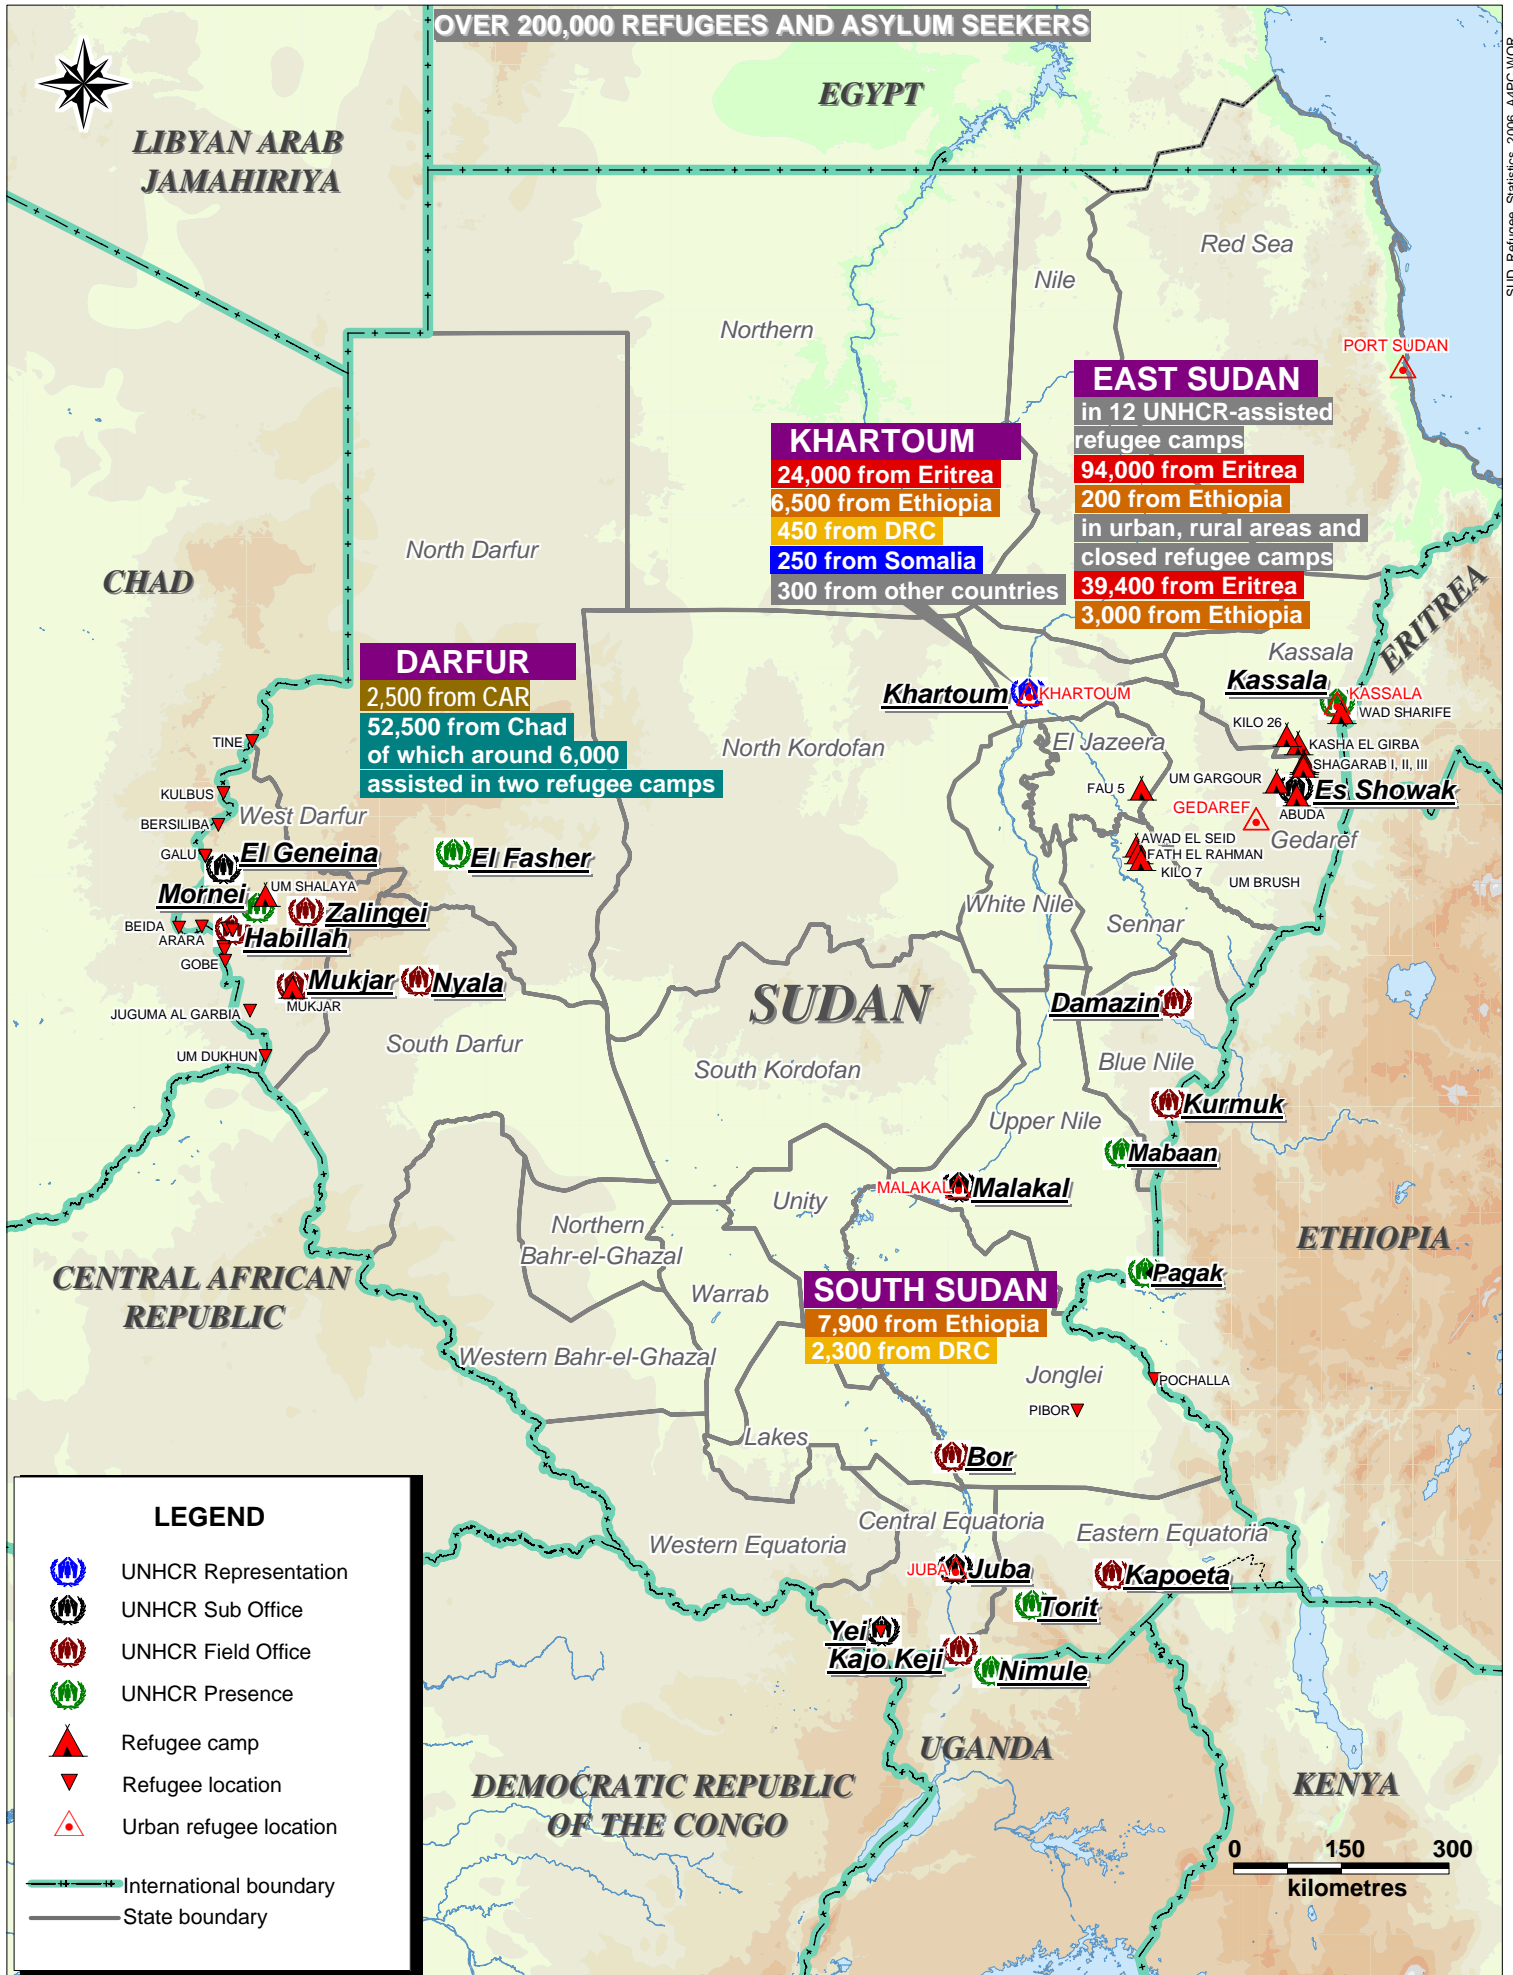 OVER 200,000 REFUGEES AND ASYLUM SEEKERS
SUD_Refugee_Statistics_2006_A4PC.WOR
EGYPT
LIBYAN ARAB
JAMAHIRIYA
Red Sea
Nile
Northern
PORT SUDAN
EAST SUDAN
in 12 UNHCR-assisted
refugee camps
94,000 from Eritrea
200 from Ethiopia
in urban, rural areas and
closed refugee camps
39,400 from Eritrea
3,000 from Ethiopia
KHARTOUM
24,000 from Eritrea
6,500 from Ethiopia
450 from DRC
250 from Somalia
300 from other countries
North Darfur
CHAD
ERITREA
DARFUR
2,500 from CAR
52,500 from Chad
of which around 6,000
assisted in two refugee camps
Kassala
Kassala
KASSALA
WAD SHARIFE
Khartoum
KHARTOUM
KILO 26
KASHA EL GIRBA
SHAGARAB I, II, III
TINE
North Kordofan
El Jazeera
UM GARGOUR
FAU 5
Es Showak
ABUDA
GEDAREF
Gedaref
KULBUS
West Darfur
BERSILIBA
GALU
El Geneina
El Fasher
AWAD EL SEID
FATH EL RAHMAN
KILO 7
UM BRUSH
Mornei
UM SHALAYA
Zalingei
White Nile
Sennar
BEIDA
ARARA
Habillah
GOBE
Mukjar
MUKJAR
Nyala
SUDAN
Damazin
JUGUMA AL GARBIA
South Darfur
UM DUKHUN
South Kordofan
Blue Nile
Kurmuk
Upper Nile
Mabaan
MALAKAL
Malakal
Unity
Northern
Bahr-el-Ghazal
ETHIOPIA
Pagak
CENTRAL AFRICAN
REPUBLIC
Warrab
SOUTH SUDAN
7,900 from Ethiopia
2,300 from DRC
Western Bahr-el-Ghazal
Jonglei
POCHALLA
PIBOR
Lakes
Bor
Central Equatoria
Eastern Equatoria
Western Equatoria
JUBA
Juba
Kapoeta
Torit
Yei
Kajo Keji
Nimule
UGANDA
KENYA
DEMOCRATIC REPUBLIC
OF THE CONGO
LEGEND
UNHCR Representation
UNHCR Sub Office
UNHCR Field Office
UNHCR Presence
Refugee camp
Refugee location
Urban refugee location
International boundary
State boundary
0 150 300
kilometres